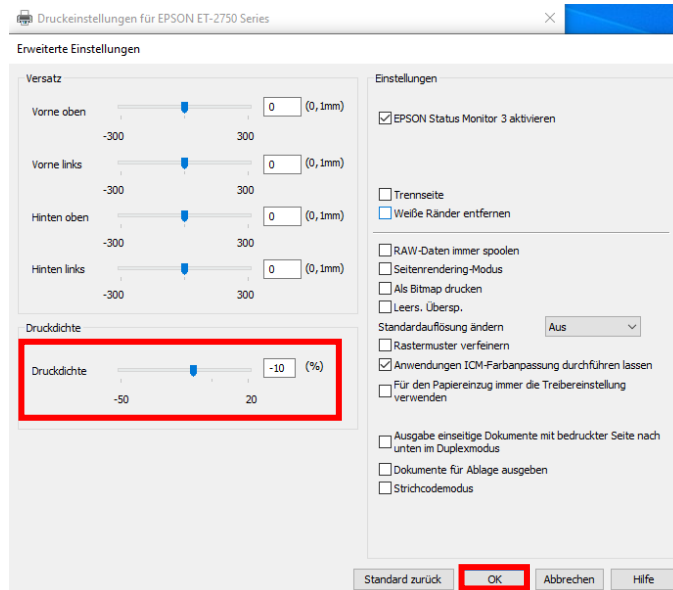 Druckeinstellungen für EPSON ET-2750 Series
Erweiterte Einstellungen
Versatz
Vorne oben
0 (0,1mm)
-300 300
Vorne links
0 (0,1mm)
-300 300
Hinten oben
0 (0,1mm)
-300 300
Hinten links
0 (0,1mm)
-300 300
Druckdichte
Druckdichte
-10 (%)
-50 20
Einstellungen
EPSON Status Monitor 3 aktivieren
Trennseite
Weiße Ränder entfernen
RAW-Daten immer spoolen
Seitenrendering-Modus
Als Bitmap drucken
Leers. Übersp.
Standardauflösung ändern Aus
Rastermuster verfeinern
Anwendungen ICM-Farbanpassung durchführen lassen
Für den Papiereinzug immer die Treibereinstellung
verwenden
Ausgabe einseitige Dokumente mit bedruckter Seite nach
unten im Duplexmodus
Dokumente für Ablage ausgeben
Strichcodemodus
Standard zurück OK Abbrechen Hilfe